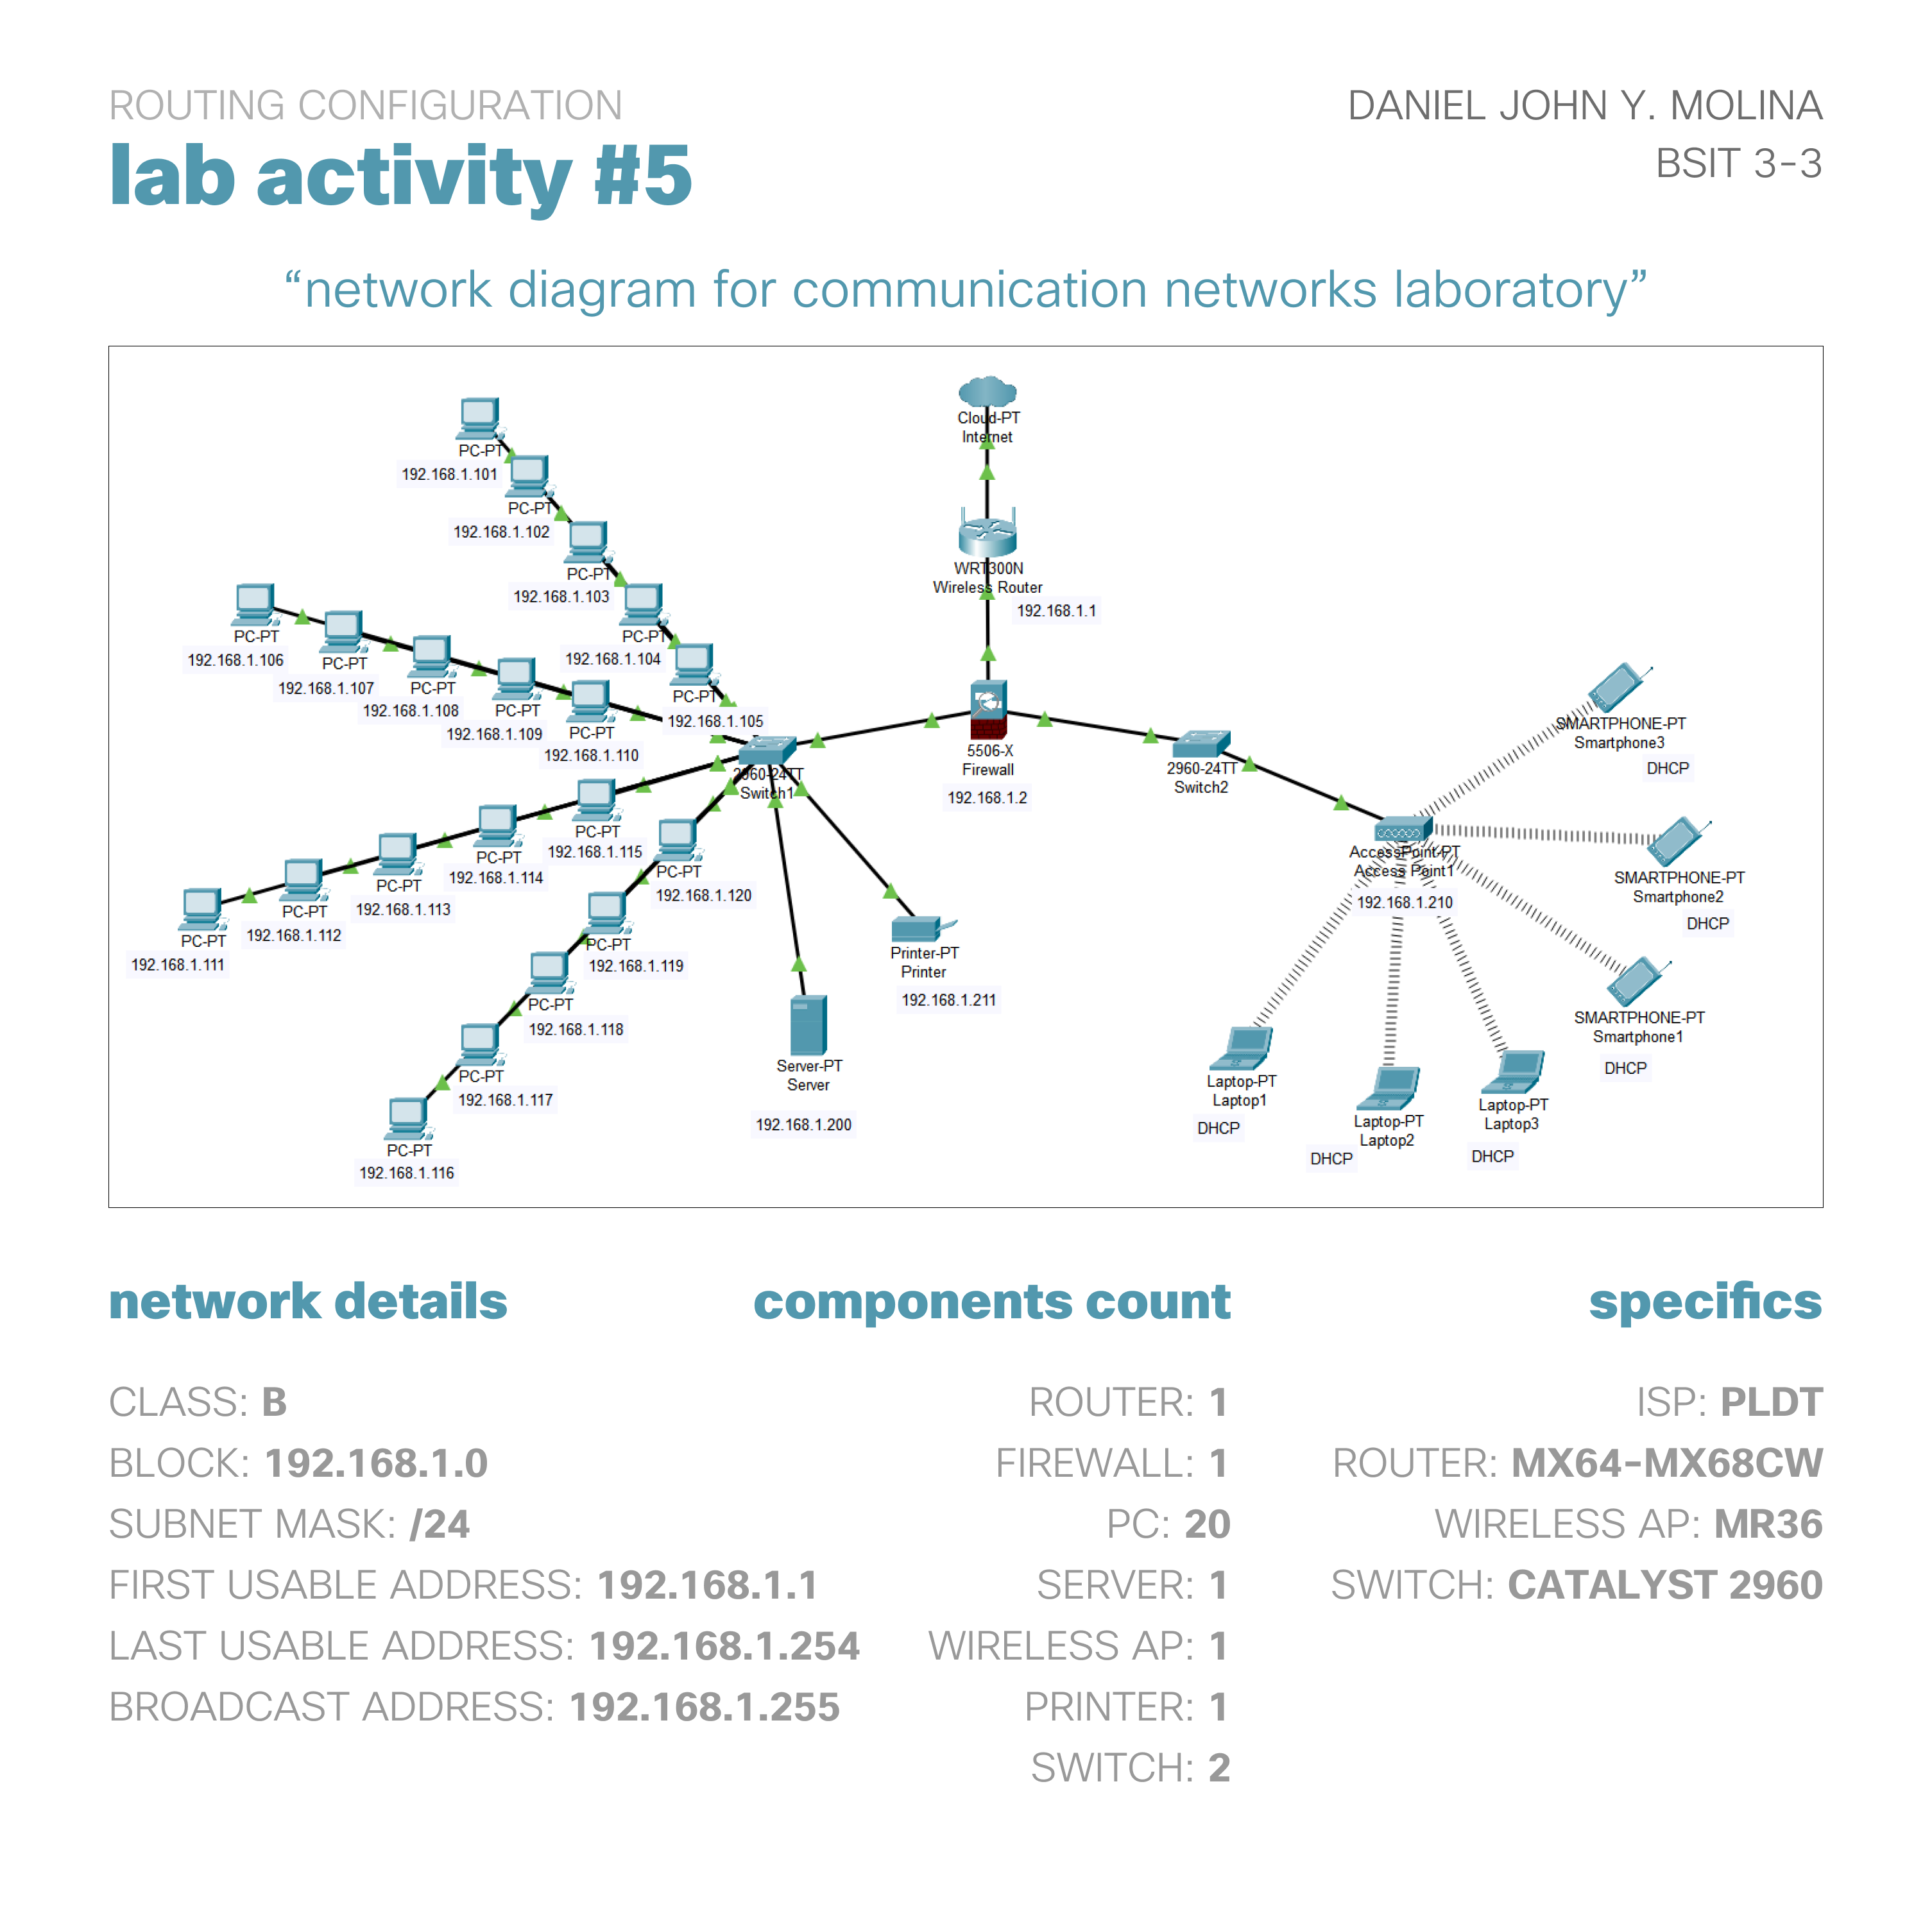 ROUTING CONFIGURATION
lab activity #5
DANIEL JOHN Y. MOLINA
BSIT 3-3
“network diagram for communication networks laboratory”
Cloud-PT
Internet
WRT300N
Wireless Router
192.168.1.1
5506-X
Firewall
192.168.1.2
PC-PT
192.168.1.101
PC-PT
192.168.1.102
PC-PT
192.168.1.103
PC-PT
192.168.1.104
PC-PT
192.168.1.105
PC-PT
192.168.1.106
PC-PT
192.168.1.107
PC-PT
192.168.1.108
PC-PT
192.168.1.109
PC-PT
192.168.1.110
2960-24TT
Switch1
PC-PT
192.168.1.115
PC-PT
192.168.1.114
PC-PT
192.168.1.113
PC-PT
192.168.1.112
PC-PT
192.168.1.111
PC-PT
192.168.1.120
PC-PT
192.168.1.119
PC-PT
192.168.1.118
PC-PT
192.168.1.117
PC-PT
192.168.1.116
Server-PT
Server
192.168.1.200
Printer-PT
Printer
192.168.1.211
2960-24TT
Switch2
AccessPoint-PT
Access Point1
192.168.1.210
SMARTPHONE-PT
Smartphone3
DHCP
SMARTPHONE-PT
Smartphone2
DHCP
SMARTPHONE-PT
Smartphone1
DHCP
Laptop-PT
Laptop1
DHCP
Laptop-PT
Laptop2
DHCP
Laptop-PT
Laptop3
DHCP
network details
CLASS: B
BLOCK: 192.168.1.0
SUBNET MASK: /24
FIRST USABLE ADDRESS: 192.168.1.1
LAST USABLE ADDRESS: 192.168.1.254
BROADCAST ADDRESS: 192.168.1.255
components count
ROUTER: 1
FIREWALL: 1
PC: 20
SERVER: 1
WIRELESS AP: 1
PRINTER: 1
SWITCH: 2
specifics
ISP: PLDT
ROUTER: MX64-MX68CW
WIRELESS AP: MR36
SWITCH: CATALYST 2960